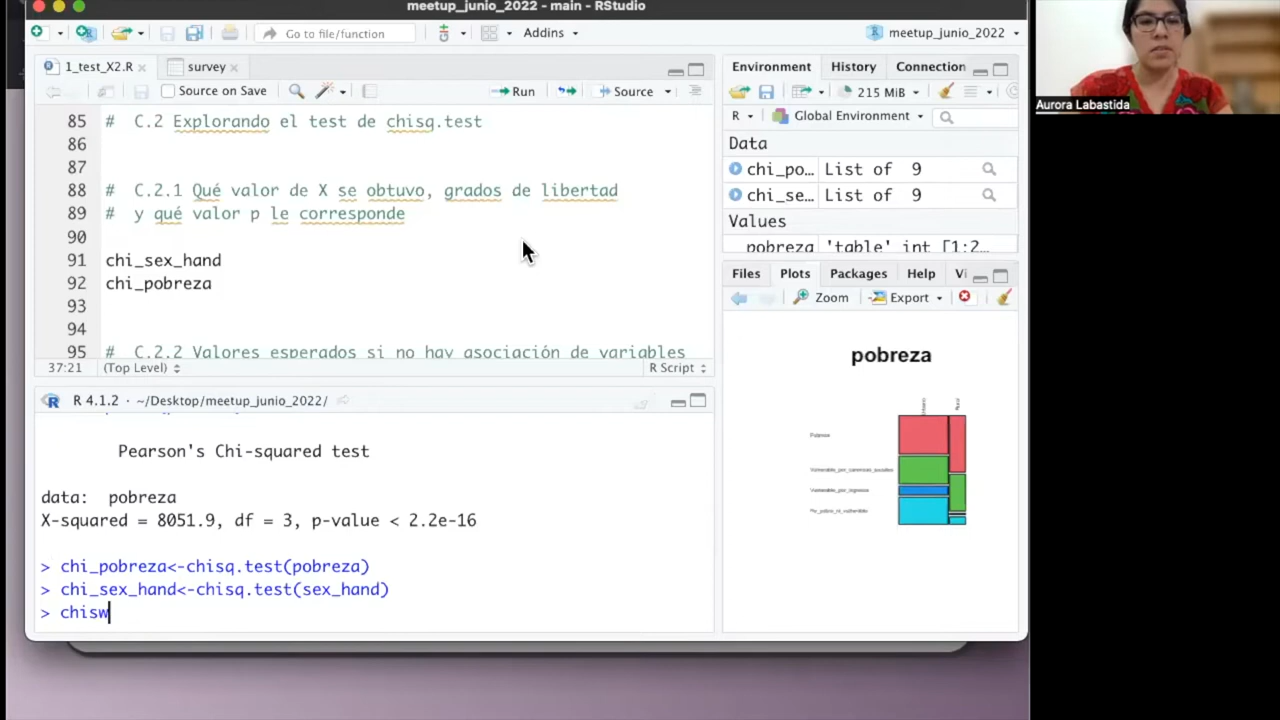 meetup_junio_2022 - main - RStudio
Go to file/function
Addins
meetup_junio_2022
1_test_X2.R
survey
Source on Save
Run
Source
85 #  C.2 Explorando el test de chisq.test
86
87
88 #  C.2.1 Qué valor de X se obtuvo, grados de libertad
89 #  y qué valor p le corresponde
90
91 chi_sex_hand
92 chi_pobreza
93
94
95 #  C.2.2 Valores esperados si no hay asociación de variables
37:21 (Top Level)
R Script
R 4.1.2 · ~/Desktop/meetup_junio_2022/
Pearson's Chi-squared test
data:  pobreza
X-squared = 8051.9, df = 3, p-value < 2.2e-16
> chi_pobreza<-chisq.test(pobreza)
> chi_sex_hand<-chisq.test(sex_hand)
> chisw
Environment
History
Connection
215 MiB
R
Global Environment
Data
chi_po… List of  9
chi_se… List of  9
Values
pobreza 'table' int [1:2…
Files
Plots
Packages
Help
Vi
Zoom
Export
pobreza
Rural
Pobreza
Vulnerable_por_carencias_sociales
Vulnerable_por_ingresos
No_pobre_ni_vulnerable
Aurora Labastida